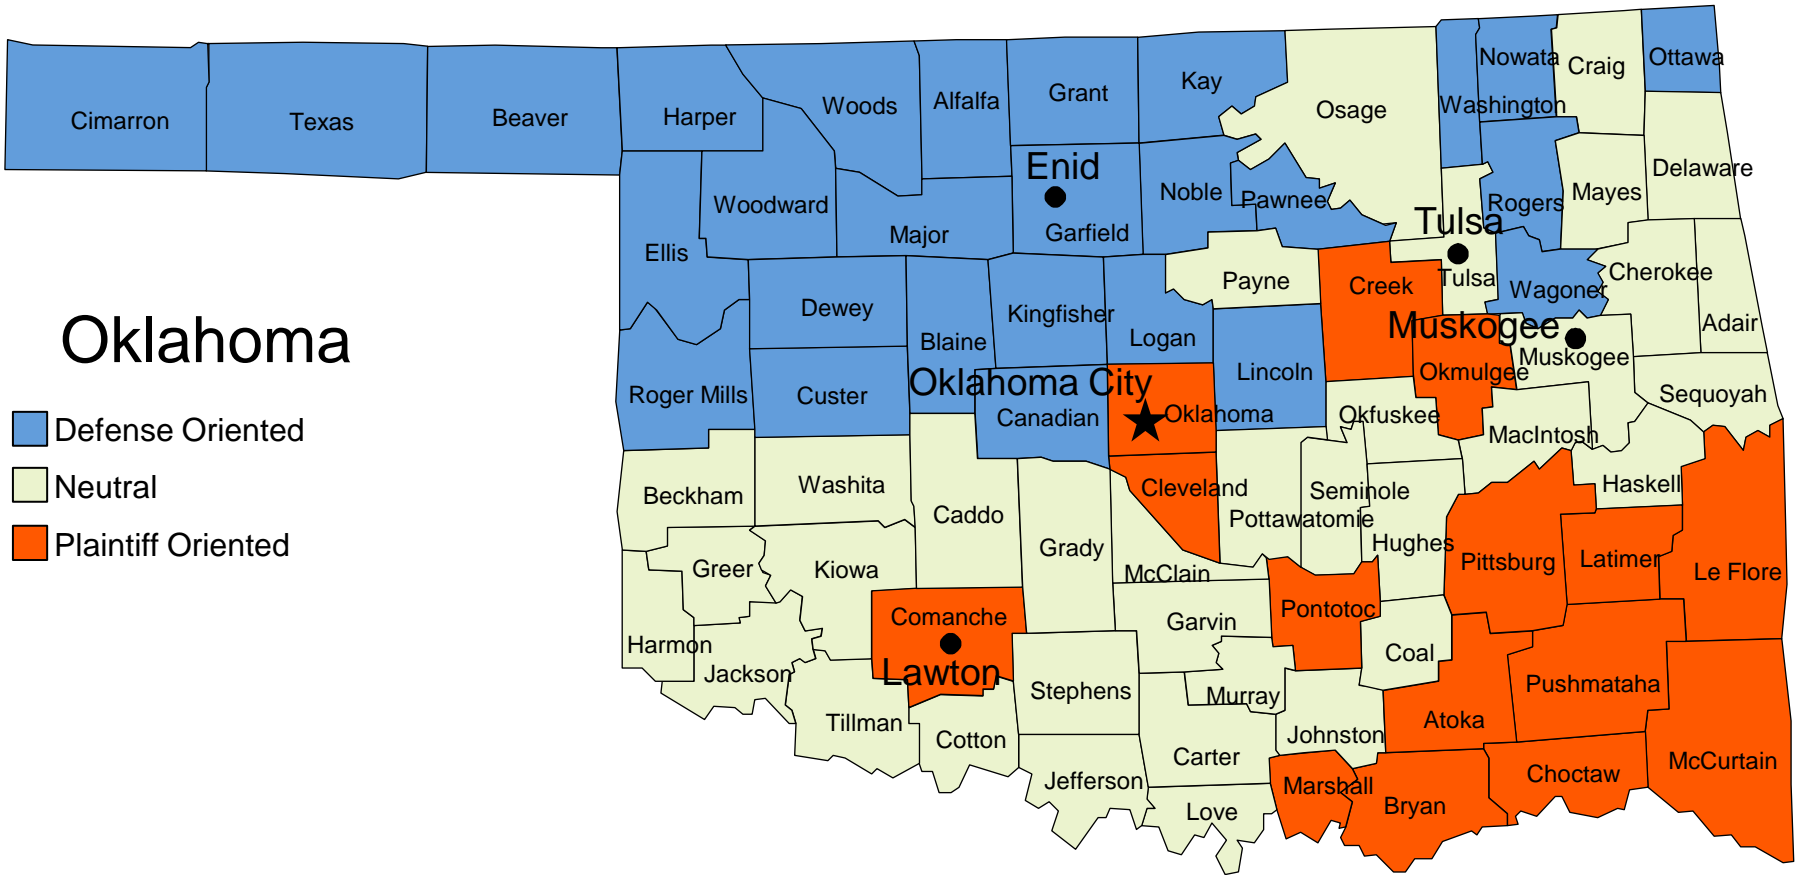 Nowata
Ottawa
Craig
Kay
Grant
Alfalfa
Woods
Washington
Osage
Harper
Beaver
Texas
Cimarron
Enid
Delaware
Noble
Mayes
Pawnee
Rogers
Woodward
Tulsa
Garfield
Major
Ellis
Cherokee
Tulsa
Payne
Creek
Wagoner
Dewey
Kingfisher
Adair
Muskogee
Logan
Blaine
Oklahoma
Muskogee
Lincoln
Okmulgee
Oklahoma City
Roger Mills
Custer
Sequoyah
Oklahoma
Okfuskee
Canadian
Defense Oriented
MacIntosh
Haskell
Washita
Cleveland
Neutral
Seminole
Beckham
Caddo
Pottawatomie
Hughes
Plaintiff Oriented
Grady
Latimer
Pittsburg
Greer
Kiowa
McClain
Le Flore
Pontotoc
Comanche
Garvin
Harmon
Coal
Lawton
Jackson
Pushmataha
Stephens
Murray
Atoka
Tillman
Johnston
Cotton
Carter
McCurtain
Choctaw
Jefferson
Marshall
Bryan
Love